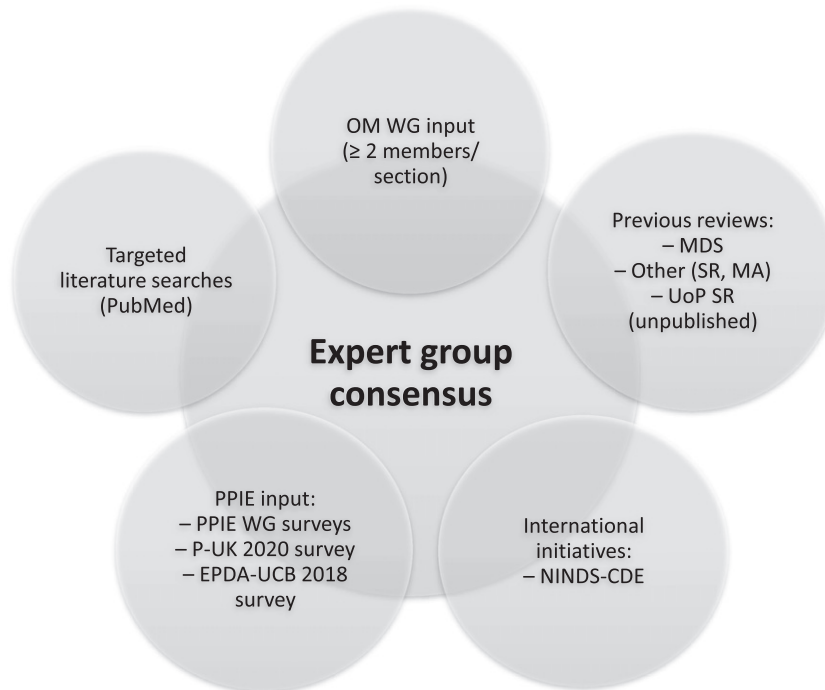 OM WG input
(≥ 2 members/
section)
Previous reviews:
– MDS
– Other (SR, MA)
– UoP SR
(unpublished)
Targeted
literature searches
(PubMed)
Expert group
consensus
PPIE input:
– PPIE WG surveys
– P-UK 2020 survey
– EPDA-UCB 2018
survey
International
initiatives:
– NINDS-CDE